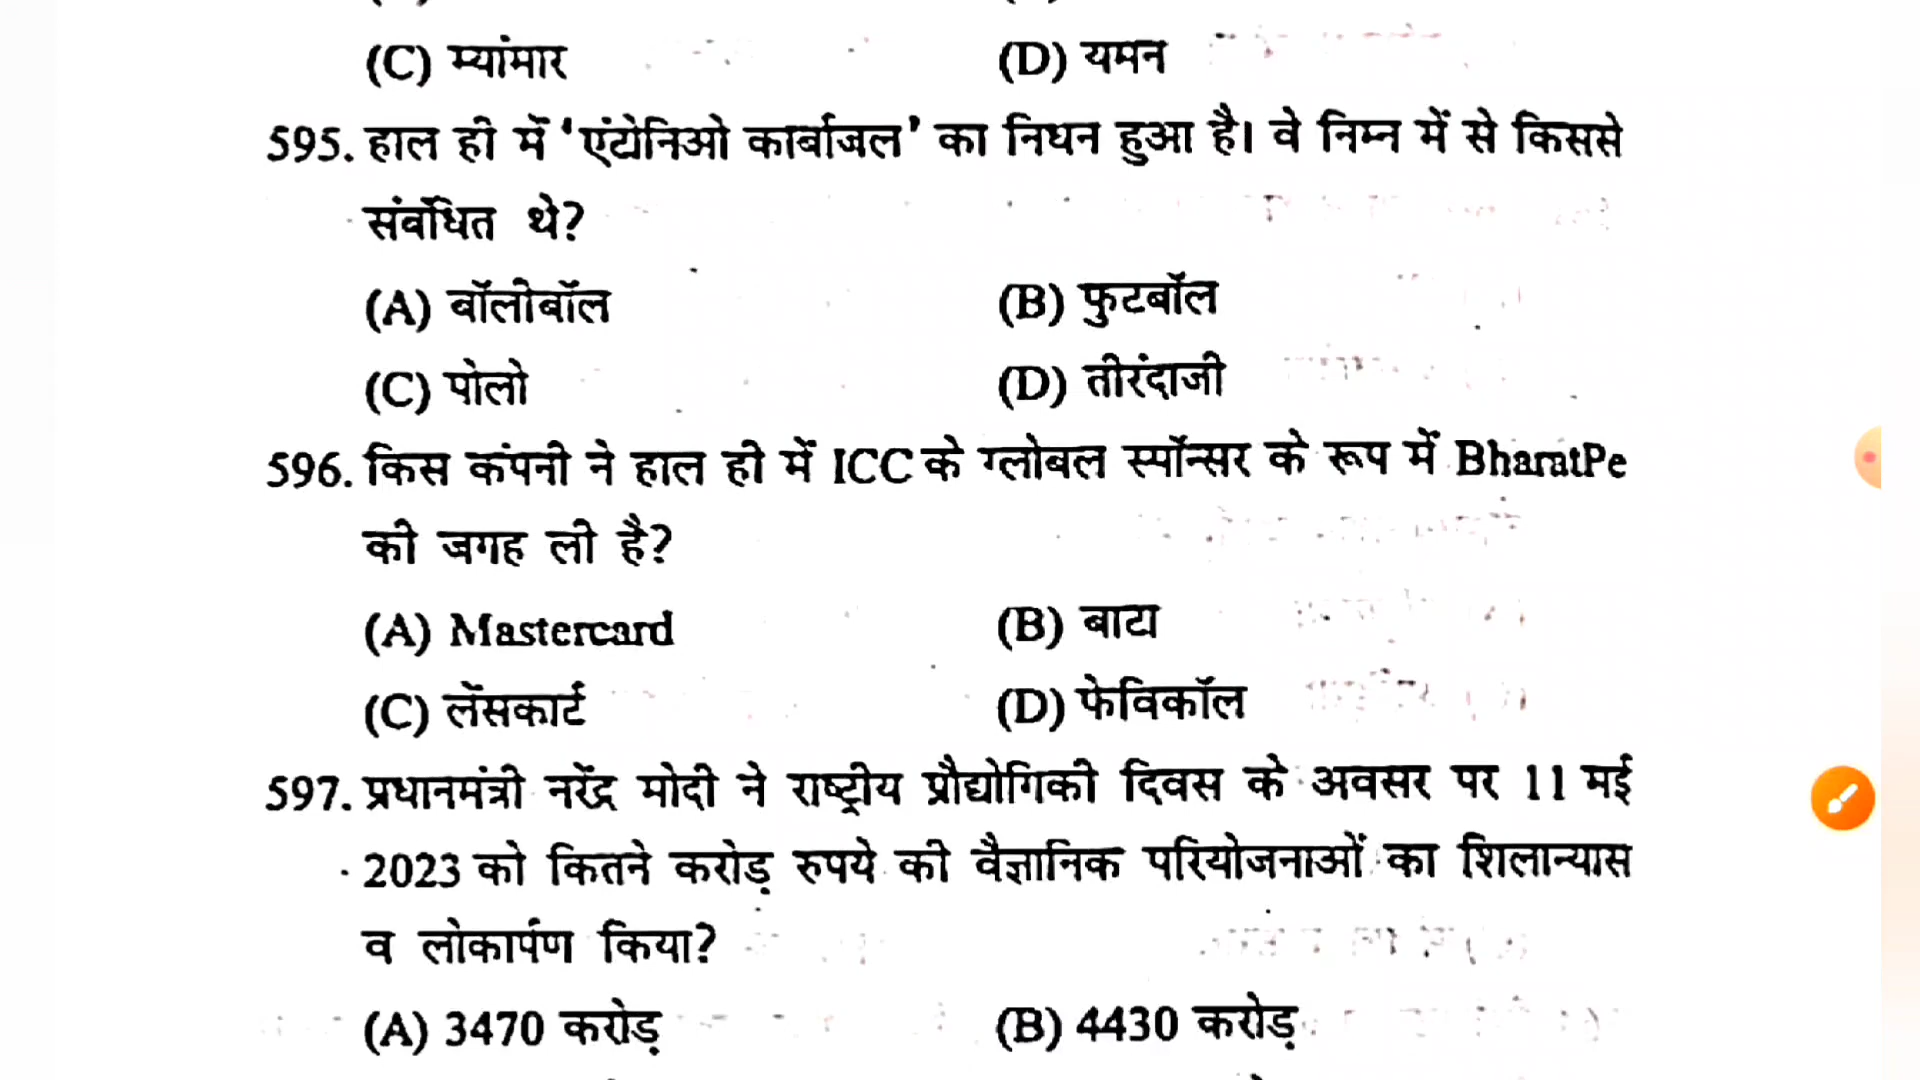 (C) म्यांमार (D) यमन
595. हाल ही में ‘एंटोनिओ कार्बाजल’ का निधन हुआ है। वे निम्न में से किससे
संबंधित थे?
(A) बॉलीबॉल (B) फुटबॉल
(C) पोलो (D) तीरंदाजी
596. किस कंपनी ने हाल ही में ICC के ग्लोबल स्पॉन्सर के रूप में BharatPe
की जगह ली है?
(A) Mastercard (B) बाटा
(C) लेंसकार्ट (D) फेविकॉल
597. प्रधानमंत्री नरेंद्र मोदी ने राष्ट्रीय प्रौद्योगिकी दिवस के अवसर पर 11 मई
2023 को कितने करोड़ रुपये की वैज्ञानिक परियोजनाओं का शिलान्यास
व लोकार्पण किया?
(A) 3470 करोड़ (B) 4430 करोड़